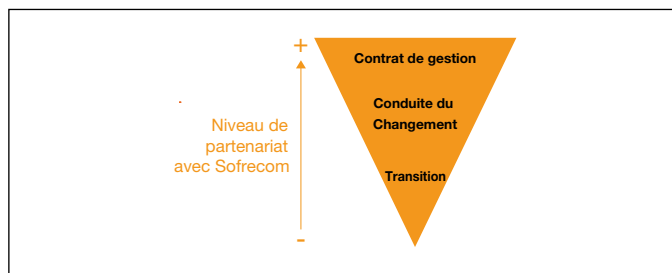 +
Contrat de gestion
Conduite du
Changement
Niveau de
partenariat
avec Sofrecom
Transition
-